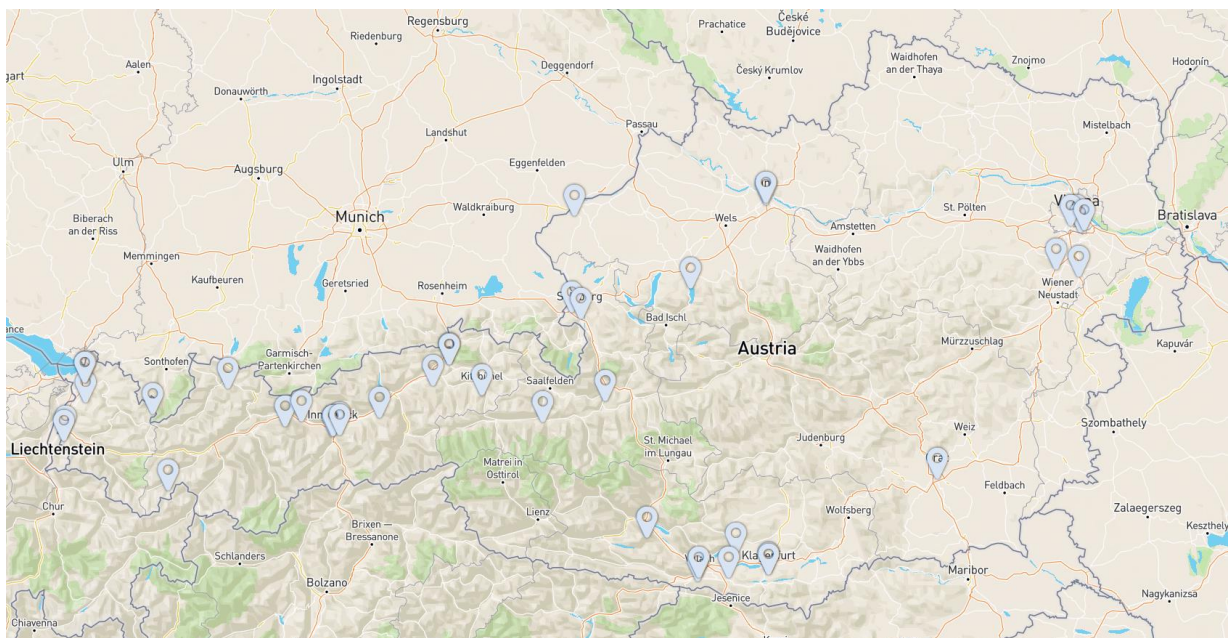 Regensburg
Prachatice
České
Budějovice
Riedenburg
Waidhofen
an der Thaya
Znojmo
Hodonín
Aalen
Deggendorf
Český Krumlov
gart
Ingolstadt
Donauwörth
Passau
Mistelbach
Landshut
Ulm
Augsburg
Eggenfelden
Biberach
an der Riss
Munich
Waldkraiburg
Wels
St. Pölten
Amstetten
Bratislava
Memmingen
Waidhofen
an der Ybbs
Kaufbeuren
Geretsried
Rosenheim
Wiener
Neustadt
Bad Ischl
ance
Garmisch-
Partenkirchen
Sonthofen
Austria
Mürzzuschlag
Kapuvár
Saalfelden
Liechtenstein
St. Michael
im Lungau
Judenburg
Weiz
Szombathely
Matrei in
Osttirol
Feldbach
Chur
Lienz
Wolfsberg
Zalaegerszeg
Brixen —
Bressanone
Keszthely
Schlanders
Bolzano
Maribor
Jesenice
Nagykanizsa
Chiavenna